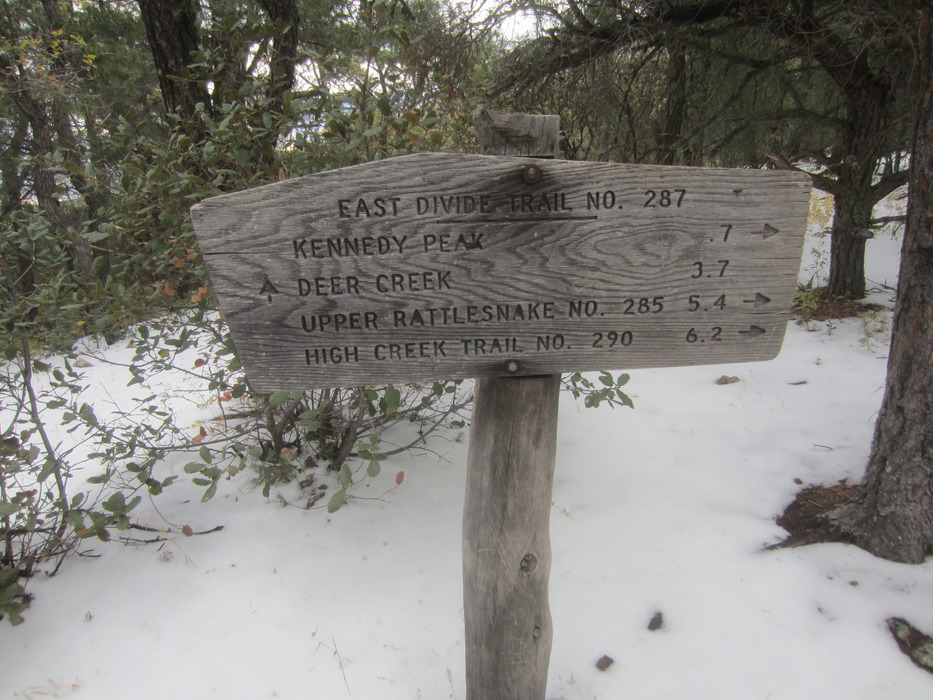 EAST DIVIDE TRAIL NO. 287
KENNEDY PEAK .7
DEER CREEK 3.7
UPPER RATTLESNAKE NO. 285 5.4
HIGH CREEK TRAIL NO. 290 6.2